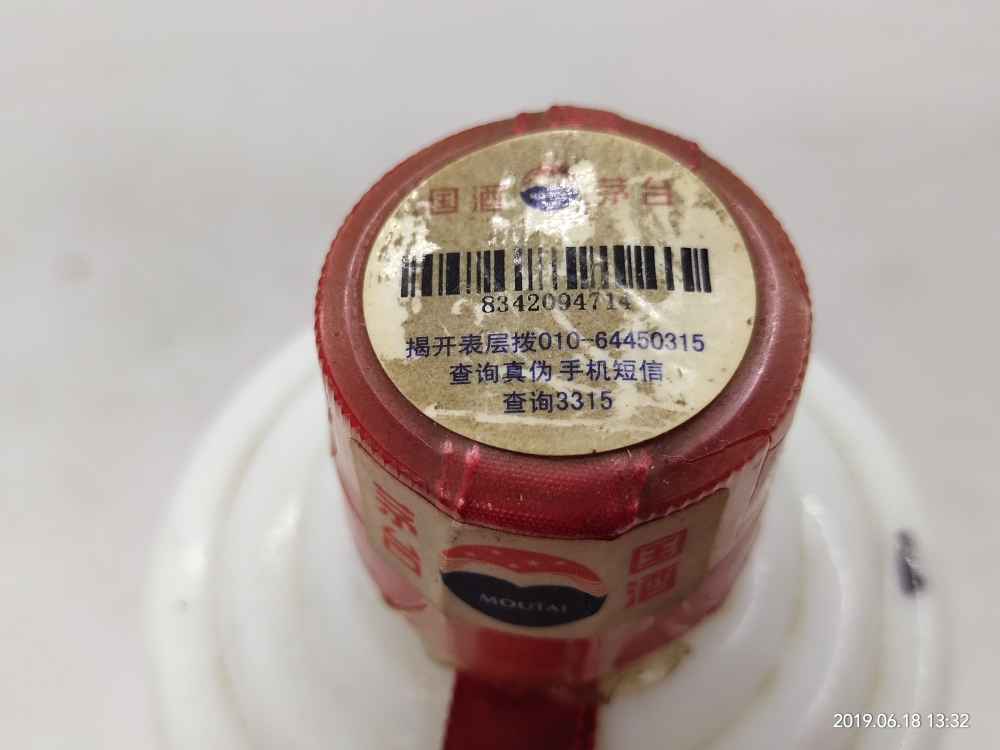 国酒 茅台
8342094714
揭开表层拨010-64450315
查询真伪 手机短信
查询3315
茅台
MOUTAI
国酒
2019.06.18 13:32